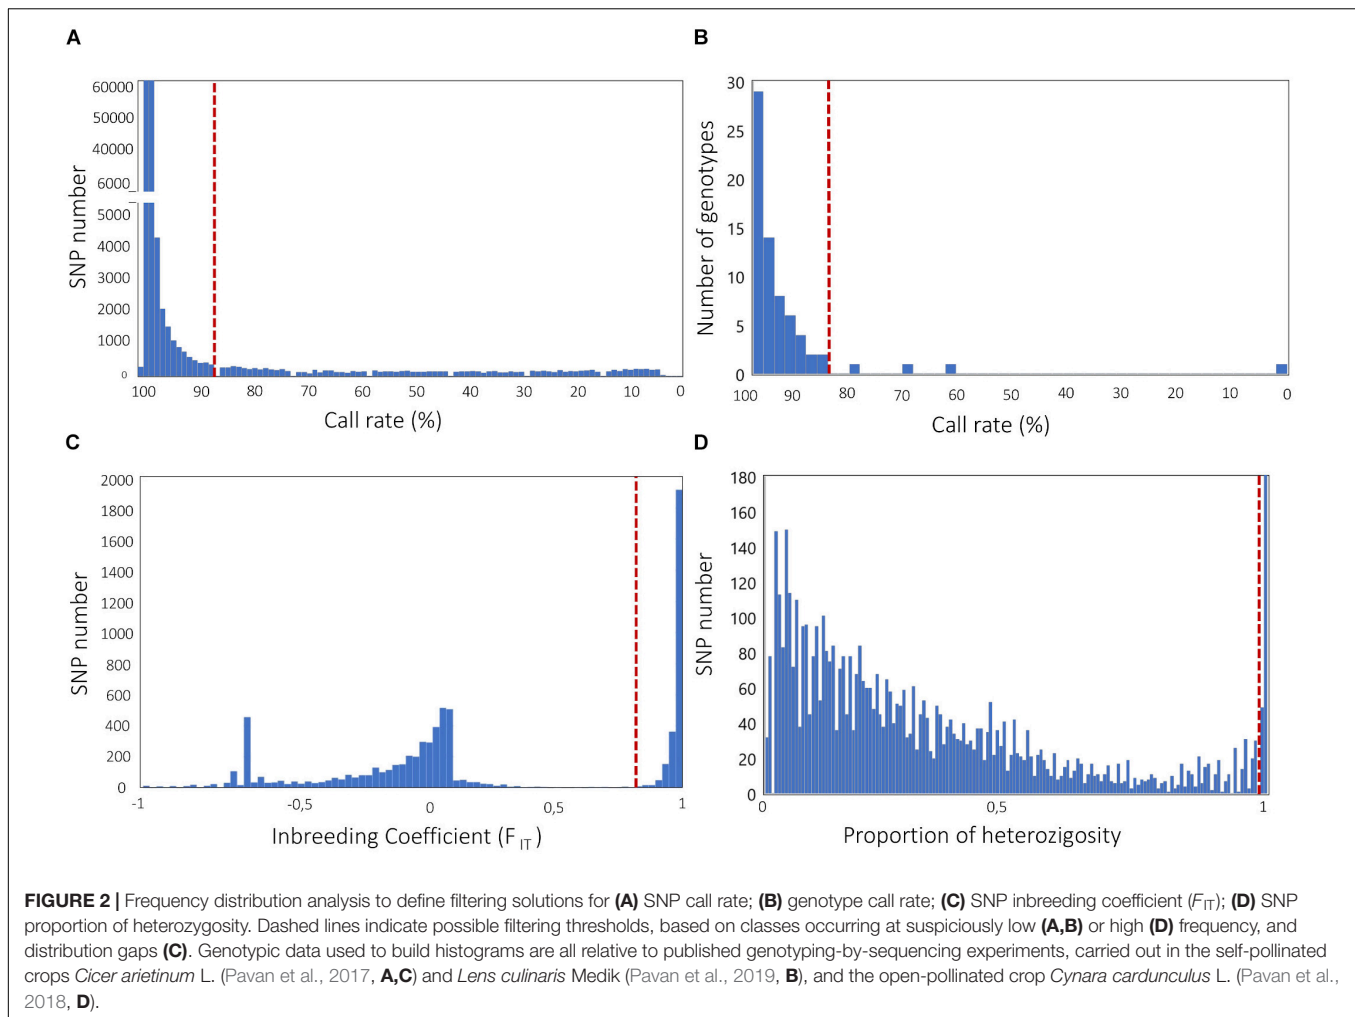 A
60000
50000
40000
6000
5000
4000
3000
2000
1000
0
SNP number
100 90 80 70 60 50 40 30 20 10 0
Call rate (%)
B
30
25
20
15
10
5
0
Number of genotypes
100 90 80 70 60 50 40 30 20 10 0
Call rate (%)
C
2000
1800
1600
1400
1200
1000
800
600
400
200
0
SNP number
-1 -0,5 0 0,5 1
Inbreeding Coefficient (F IT)
D
180
160
140
120
100
80
60
40
20
0
SNP number
0 0,5 1
Proportion of heterozigosity
FIGURE 2 | Frequency distribution analysis to define filtering solutions for (A) SNP call rate; (B) genotype call rate; (C) SNP inbreeding coefficient (FIT); (D) SNP
proportion of heterozygosity. Dashed lines indicate possible filtering thresholds, based on classes occurring at suspiciously low (A,B) or high (D) frequency, and
distribution gaps (C). Genotypic data used to build histograms are all relative to published genotyping-by-sequencing experiments, carried out in the self-pollinated
crops Cicer arietinum L. (Pavan et al., 2017, A,C) and Lens culinaris Medik (Pavan et al., 2019, B), and the open-pollinated crop Cynara cardunculus L. (Pavan et al.,
2018, D).